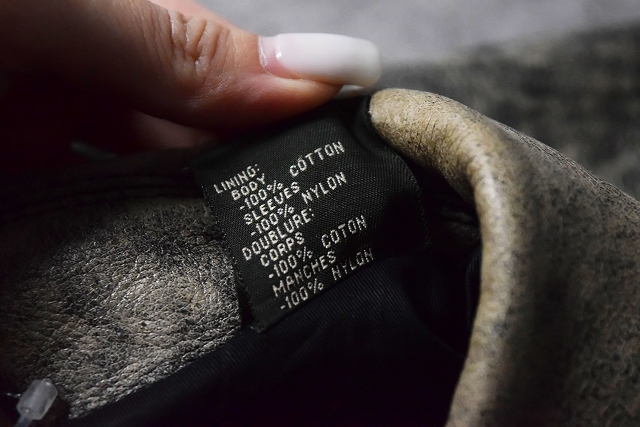 LINING:
BODY
-100% COTTON
SLEEVES
-100% NYLON
DOUBLURE:
CORPS
-100% COTON
MANCHES
-100% NYLON